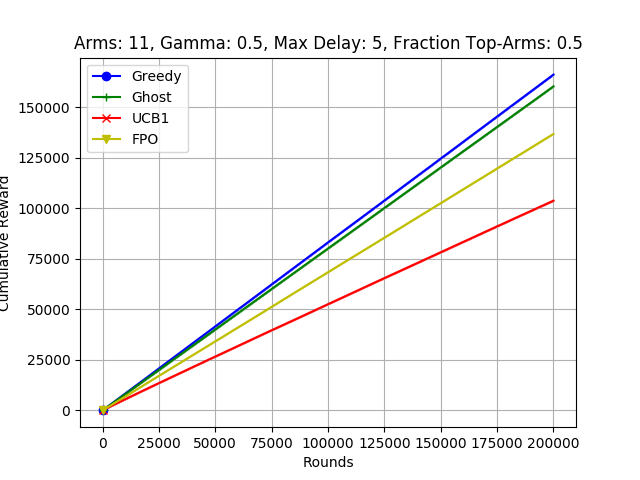 Arms: 11, Gamma: 0.5, Max Delay: 5, Fraction Top-Arms: 0.5
Greedy
Ghost
UCB1
FPO
Cumulative Reward
150000
125000
100000
75000
50000
25000
0
0 25000 50000 75000 100000 125000 150000 175000 200000
Rounds